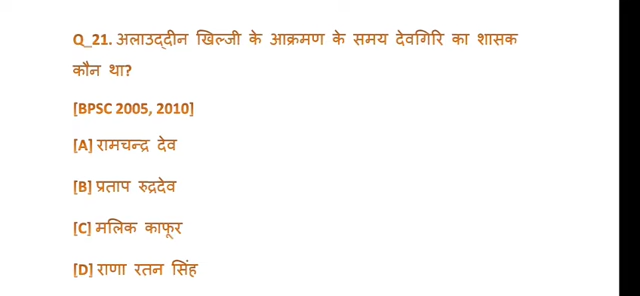 Q_21. अलाउद्दीन खिल्जी के आक्रमण के समय देवगिरि का शासक
कौन था?
[BPSC 2005, 2010]
[A] रामचन्द्र देव
[B] प्रताप रुद्रदेव
[C] मलिक काफूर
[D] राणा रतन सिंह